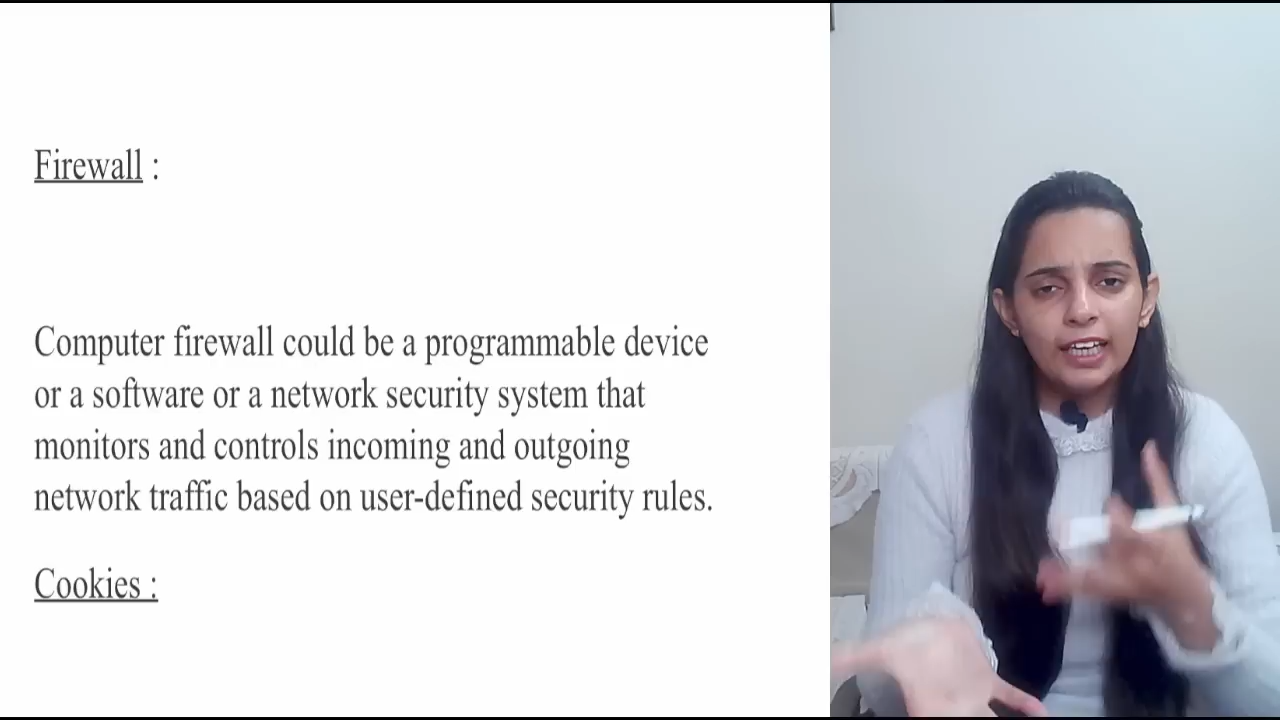 Firewall :
Computer firewall could be a programmable device
or a software or a network security system that
monitors and controls incoming and outgoing
network traffic based on user-defined security rules.
Cookies :